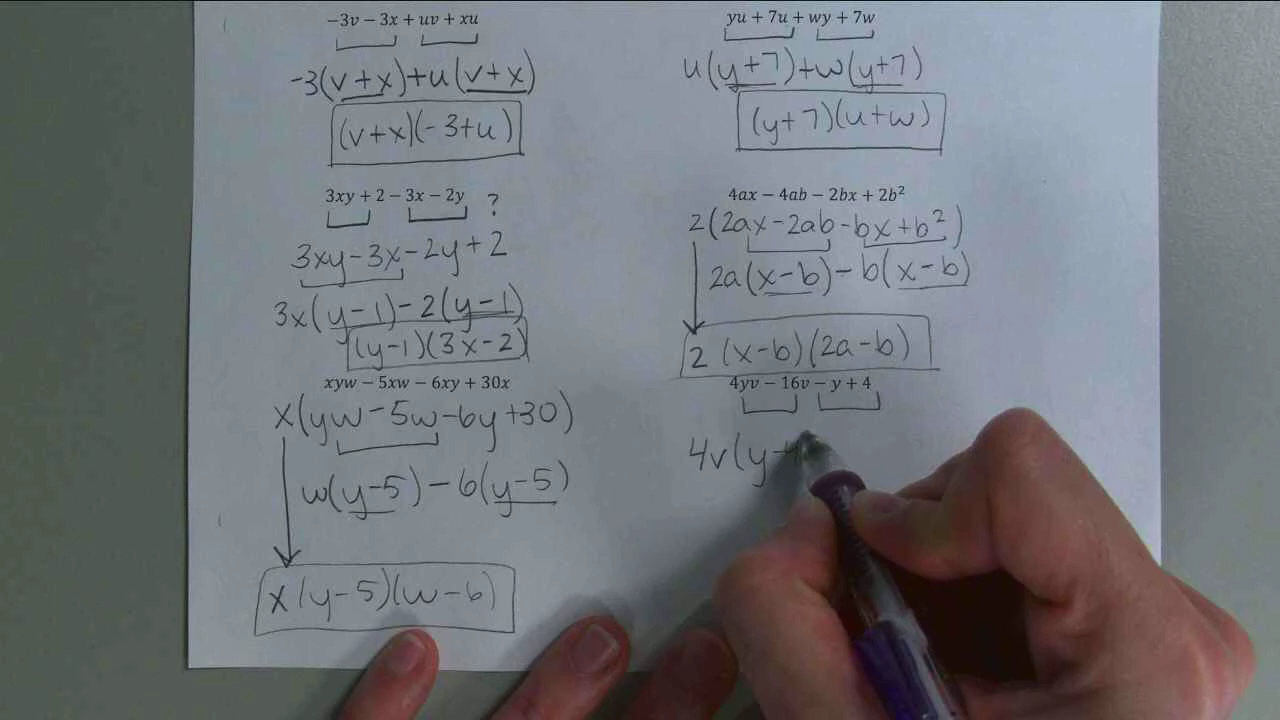 −3v − 3x + uv + xu
-3(v+x)+u(v+x)
(v+x)(-3+u)
yu + 7u + wy + 7w
u(y+7)+w(y+7)
(y+7)(u+w)
3xy + 2 − 3x − 2y ?
3xy-3x-2y+2
3x(y-1)-2(y-1)
(y-1)(3x-2)
4ax − 4ab − 2bx + 2b²
2(2ax-2ab-bx+b²)
2a(x-b)-b(x-b)
2 (x-b)(2a-b)
xyw − 5xw − 6xy + 30x
x(yw-5w-6y+30)
w(y-5)-6(y-5)
x(y-5)(w-6)
4yv − 16v − y + 4
4v(y-